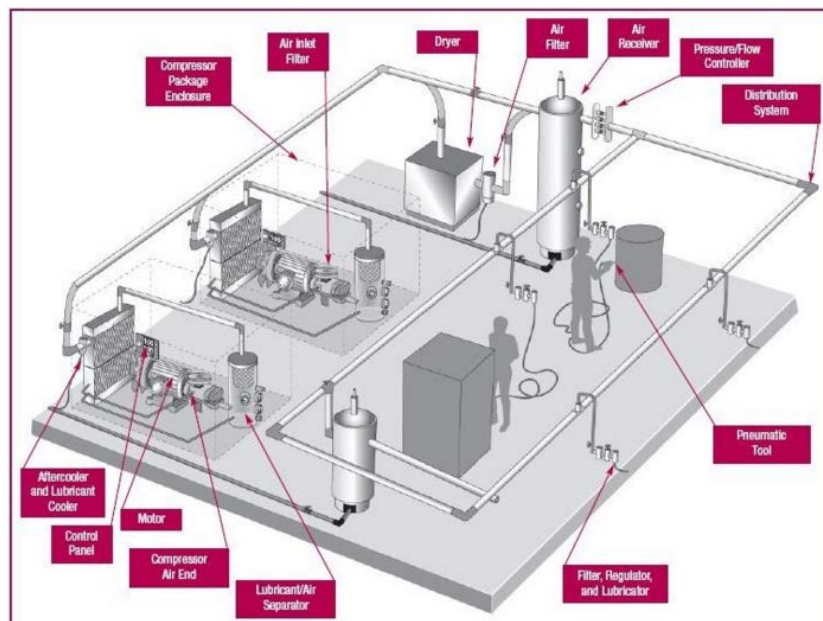 Air Inlet
Filter
Dryer
Air
Filter
Air
Receiver
Pressure/Flow
Controller
Compressor
Package
Enclosure
Distribution
System
Pneumatic
Tool
Aftercooler
and Lubricant
Cooler
Control
Panel
Motor
Compressor
Air End
Lubricant/Air
Separator
Filter, Regulator,
and Lubricator